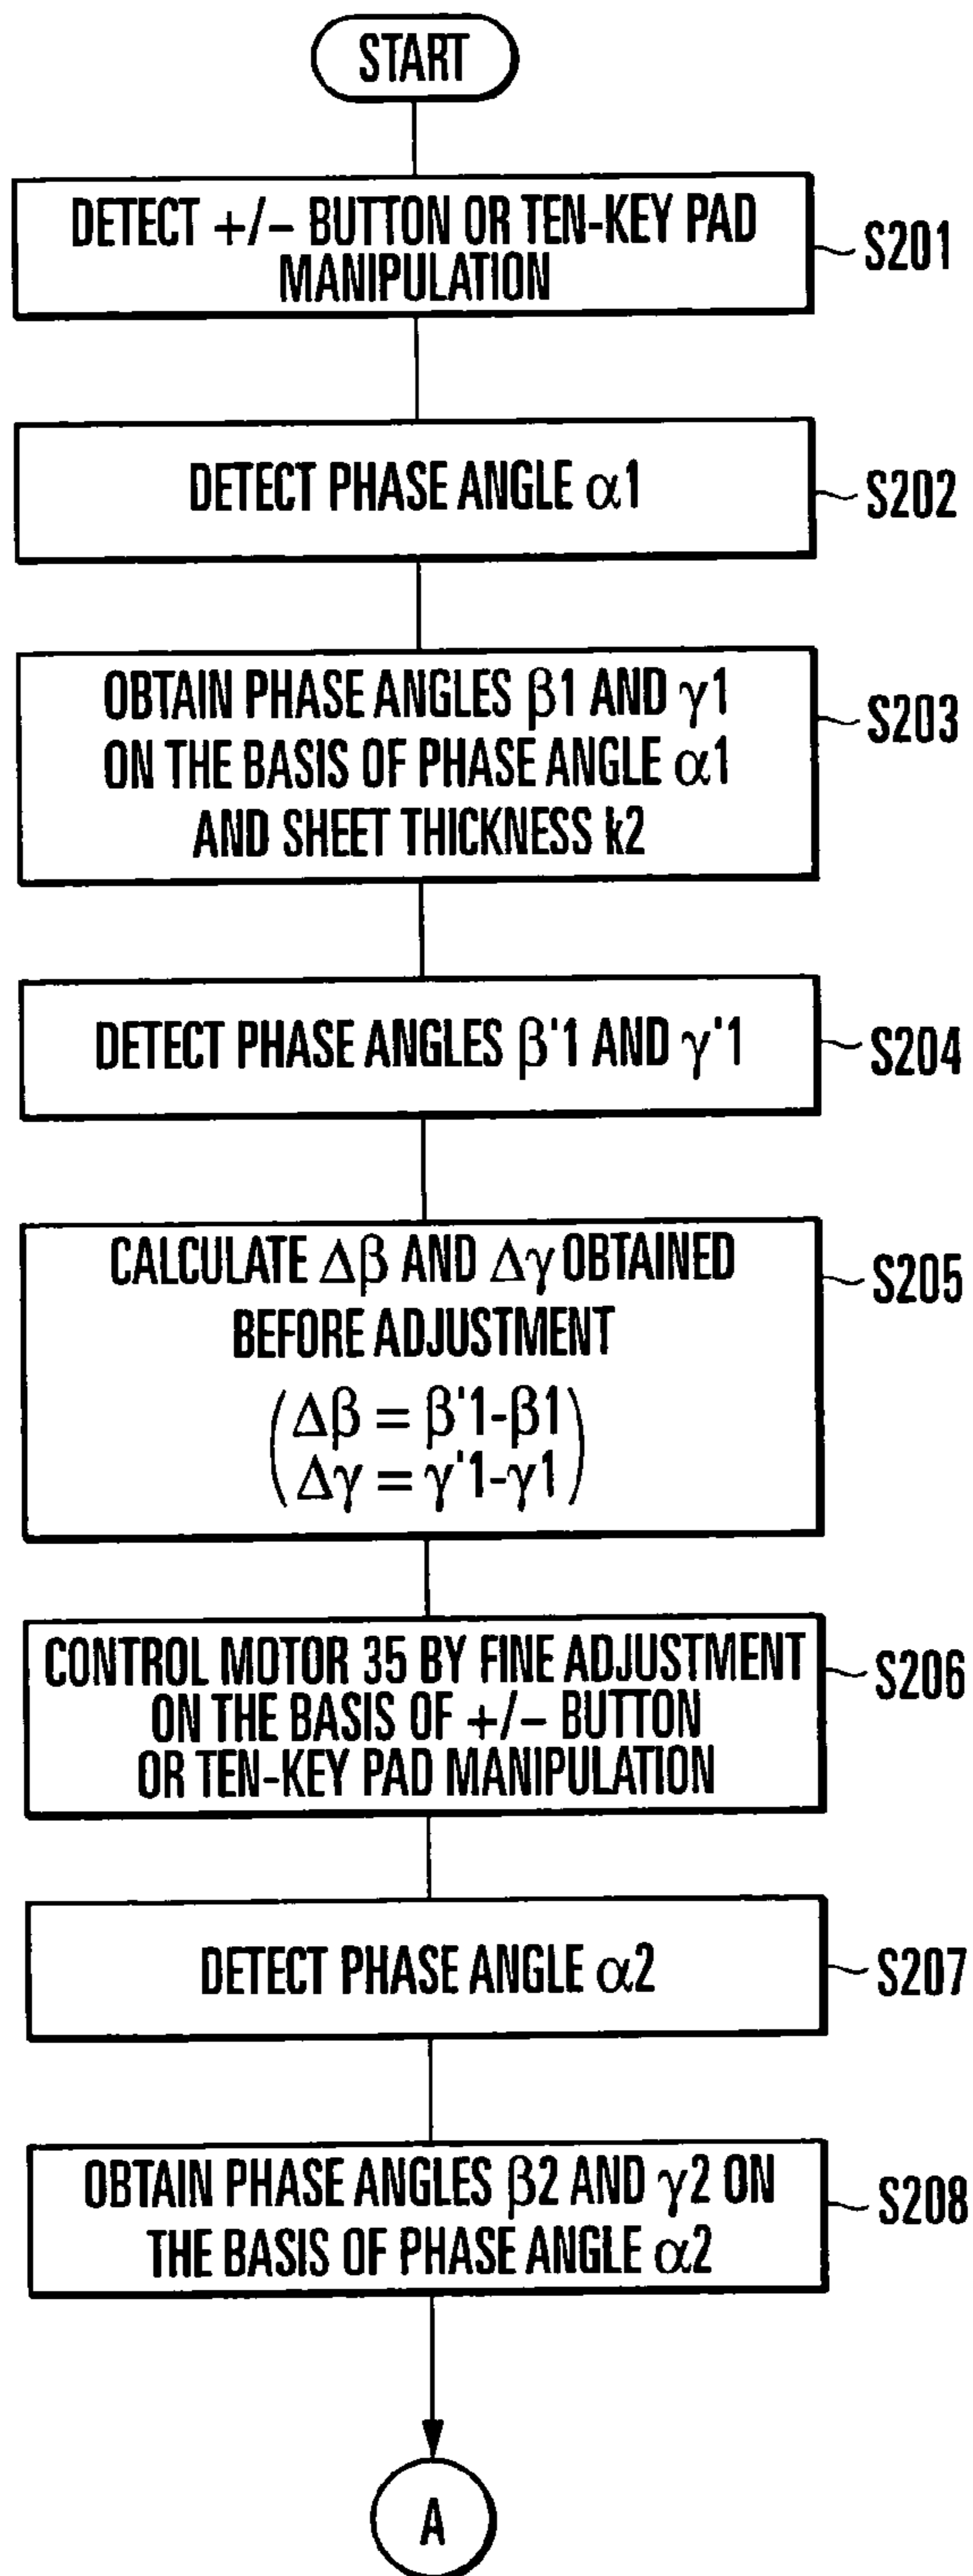 START
DETECT +/− BUTTON OR TEN-KEY PAD
MANIPULATION
S201
DETECT PHASE ANGLE α1
S202
OBTAIN PHASE ANGLES β1 AND γ1
ON THE BASIS OF PHASE ANGLE α1
AND SHEET THICKNESS k2
S203
DETECT PHASE ANGLES β'1 AND γ'1
S204
CALCULATE Δβ AND Δγ OBTAINED
BEFORE ADJUSTMENT
(Δβ = β'1-β1
Δγ = γ'1-γ1)
S205
CONTROL MOTOR 35 BY FINE ADJUSTMENT
ON THE BASIS OF +/− BUTTON
OR TEN-KEY PAD MANIPULATION
S206
DETECT PHASE ANGLE α2
S207
OBTAIN PHASE ANGLES β2 AND γ2 ON
THE BASIS OF PHASE ANGLE α2
S208
A